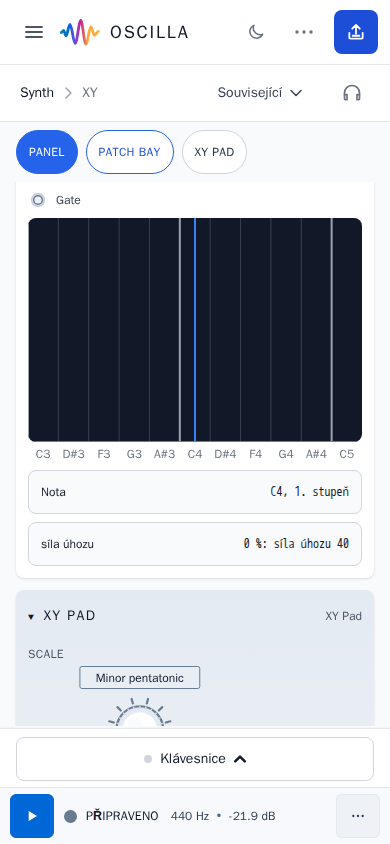 OSCILLA
Synth XY Související
PANEL PATCH BAY XY PAD
Gate
C3 D#3 F3 G3 A#3 C4 D#4 F4 G4 A#4 C5
Nota C4, 1. stupeň
síla úhozu 0 %: síla úhozu 40
XY PAD XY Pad
SCALE
Minor pentatonic
Klávesnice
PŘIPRAVENO 440 Hz • -21.9 dB